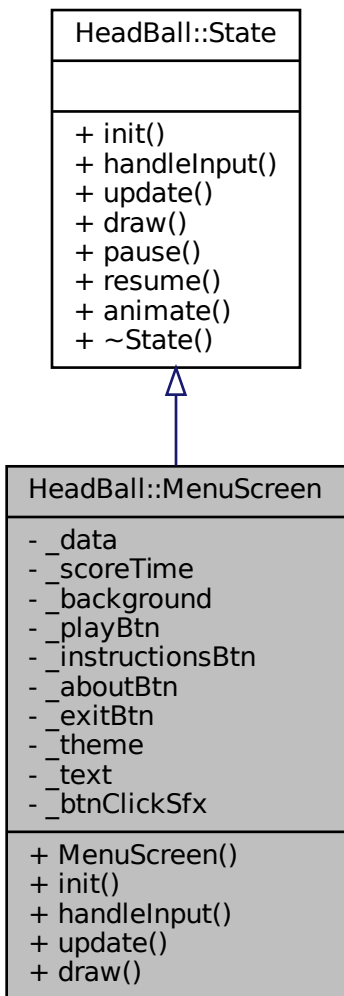 HeadBall::State
+ init()
+ handleInput()
+ update()
+ draw()
+ pause()
+ resume()
+ animate()
+ ~State()
HeadBall::MenuScreen
- _data
- _scoreTime
- _background
- _playBtn
- _instructionsBtn
- _aboutBtn
- _exitBtn
- _theme
- _text
- _btnClickSfx
+ MenuScreen()
+ init()
+ handleInput()
+ update()
+ draw()